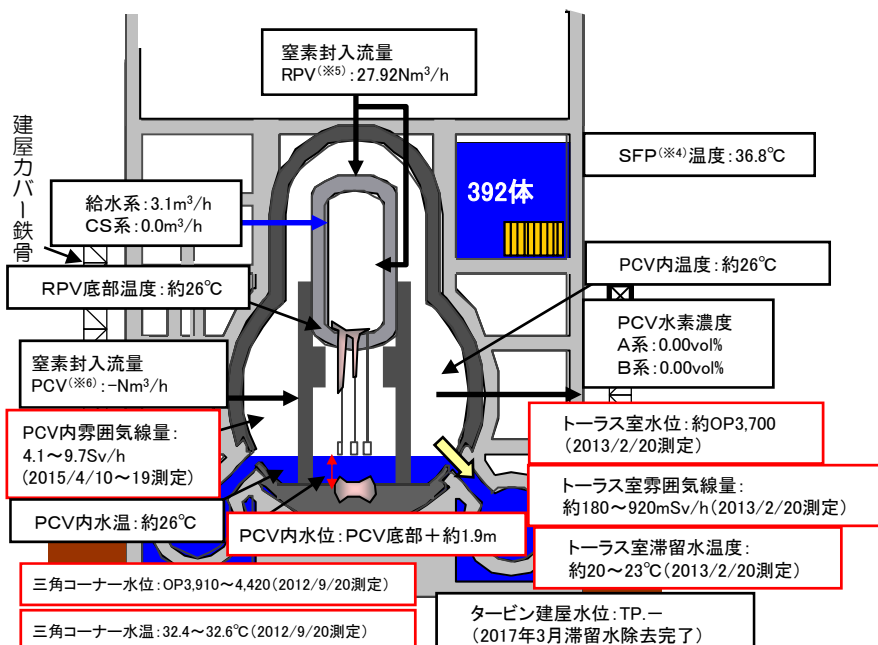 窒素封入流量
RPV(※5):27.92Nm³/h
建屋カバー鉄骨
SFP(※4)温度:36.8℃
392体
給水系:3.1m³/h
CS系:0.0m³/h
PCV内温度:約26℃
RPV底部温度:約26℃
PCV水素濃度
A系:0.00vol%
B系:0.00vol%
窒素封入流量
PCV(※6):-Nm³/h
PCV内雰囲気線量:
4.1~9.7Sv/h
(2015/4/10~19測定)
トーラス室水位:約OP3,700
(2013/2/20測定)
トーラス室雰囲気線量:
約180~920mSv/h(2013/2/20測定)
PCV内水温:約26℃
PCV内水位:PCV底部+約1.9m
トーラス室滞留水温度:
約20~23℃(2013/2/20測定)
三角コーナー水位:OP3,910~4,420(2012/9/20測定)
三角コーナー水温:32.4~32.6℃(2012/9/20測定)
タービン建屋水位:TP.-
(2017年3月滞留水除去完了)